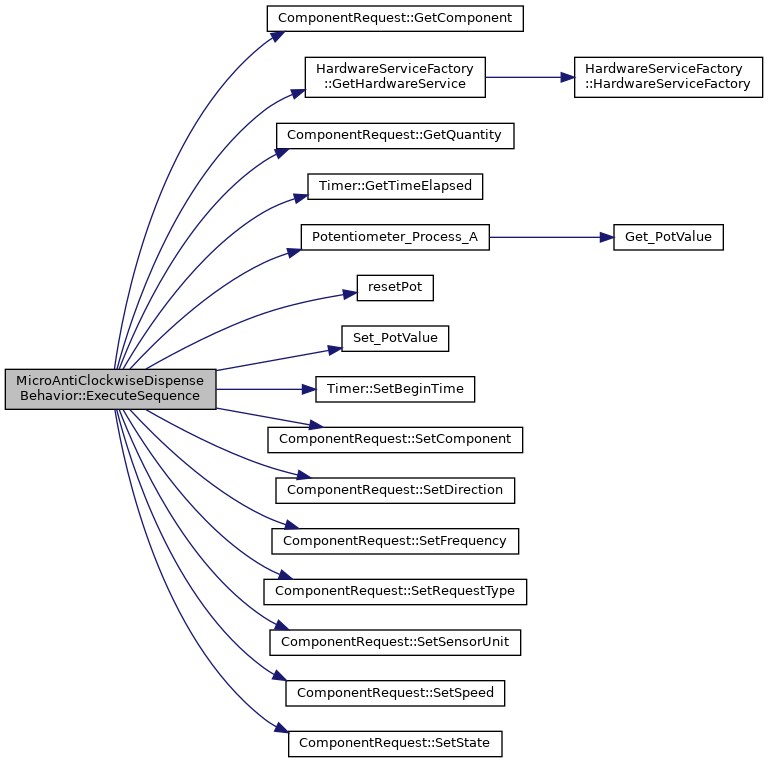 ComponentRequest::GetComponent
HardwareServiceFactory
::GetHardwareService
HardwareServiceFactory
::HardwareServiceFactory
ComponentRequest::GetQuantity
Timer::GetTimeElapsed
Potentiometer_Process_A
Get_PotValue
resetPot
Set_PotValue
MicroAntiClockwiseDispense
Behavior::ExecuteSequence
Timer::SetBeginTime
ComponentRequest::SetComponent
ComponentRequest::SetDirection
ComponentRequest::SetFrequency
ComponentRequest::SetRequestType
ComponentRequest::SetSensorUnit
ComponentRequest::SetSpeed
ComponentRequest::SetState